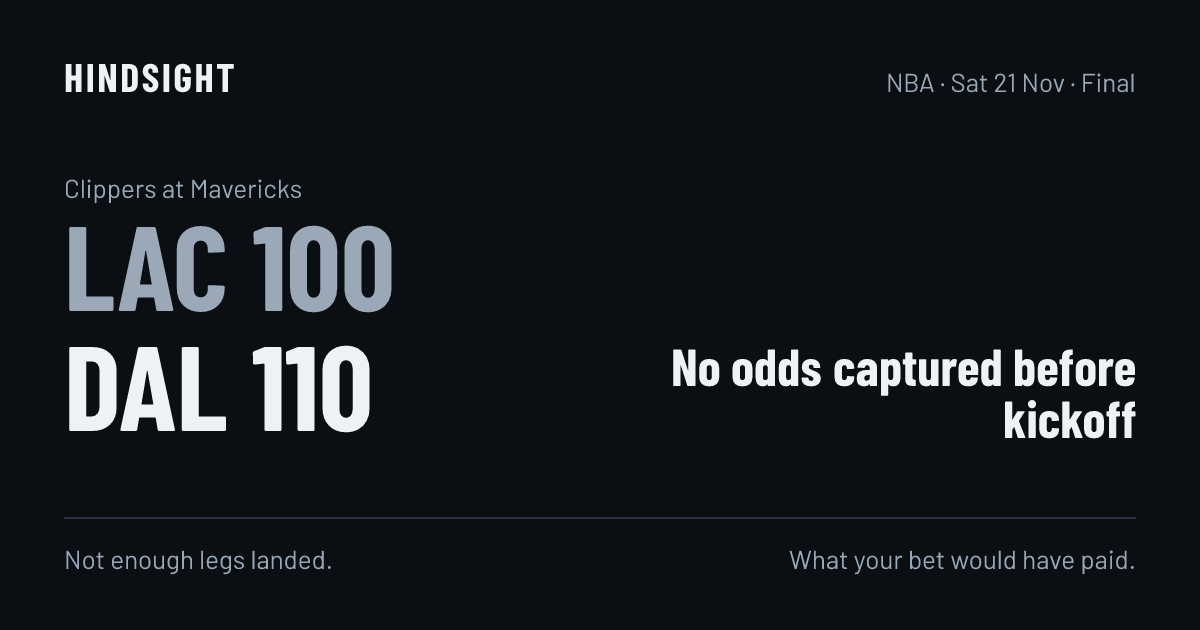 HINDSIGHT
NBA · Sat 21 Nov · Final
Clippers at Mavericks
LAC 100
DAL 110
No odds captured before
kickoff
Not enough legs landed.
What your bet would have paid.